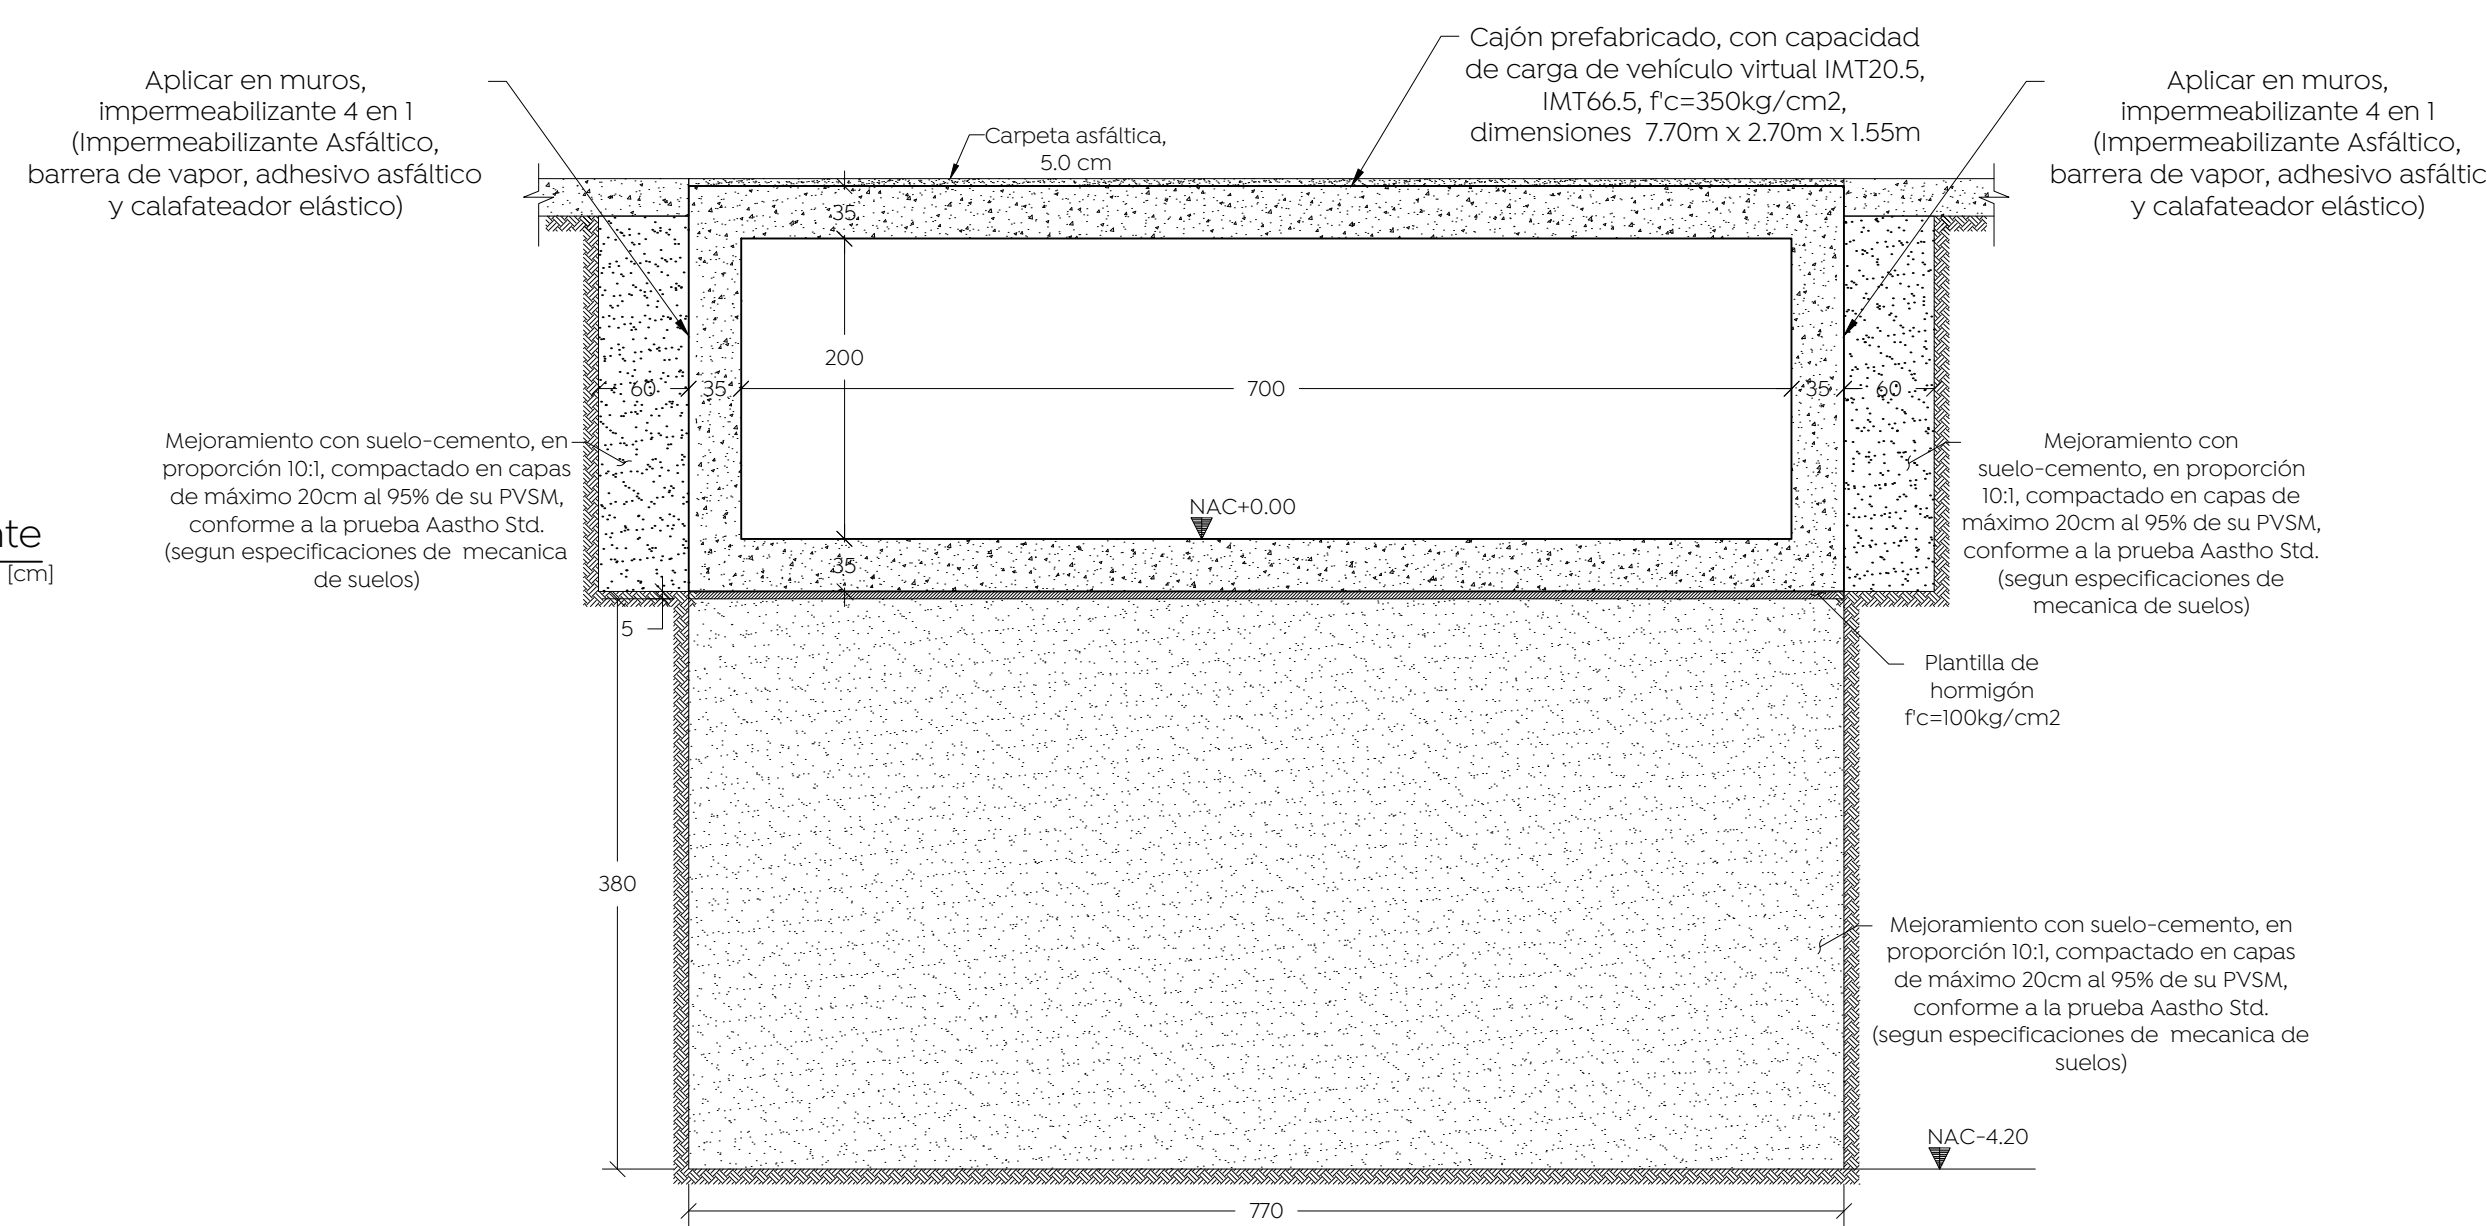 Aplicar en muros,
impermeabilizante 4 en 1
(Impermeabilizante Asfáltico,
barrera de vapor, adhesivo asfáltico
y calafateador elástico)
Carpeta asfáltica,
5.0 cm
Cajón prefabricado, con capacidad
de carga de vehículo virtual IMT20.5,
IMT66.5, f'c=350kg/cm2,
dimensiones 7.70m x 2.70m x 1.55m
Aplicar en muros,
impermeabilizante 4 en 1
(Impermeabilizante Asfáltico,
barrera de vapor, adhesivo asfáltic
y calafateador elástico)
35
200
60
35
700
35
60
Mejoramiento con suelo-cemento, en
proporción 10:1, compactado en capas
de máximo 20cm al 95% de su PVSM,
conforme a la prueba Aastho Std.
(segun especificaciones de mecanica
de suelos)
NAC+0.00
Mejoramiento con
suelo-cemento, en proporción
10:1, compactado en capas de
máximo 20cm al 95% de su PVSM,
conforme a la prueba Aastho Std.
(segun especificaciones de
mecanica de suelos)
nte
[cm]
35
5
Plantilla de
hormigón
f'c=100kg/cm2
380
Mejoramiento con suelo-cemento, en
proporción 10:1, compactado en capas
de máximo 20cm al 95% de su PVSM,
conforme a la prueba Aastho Std.
(segun especificaciones de mecanica de
suelos)
NAC-4.20
770